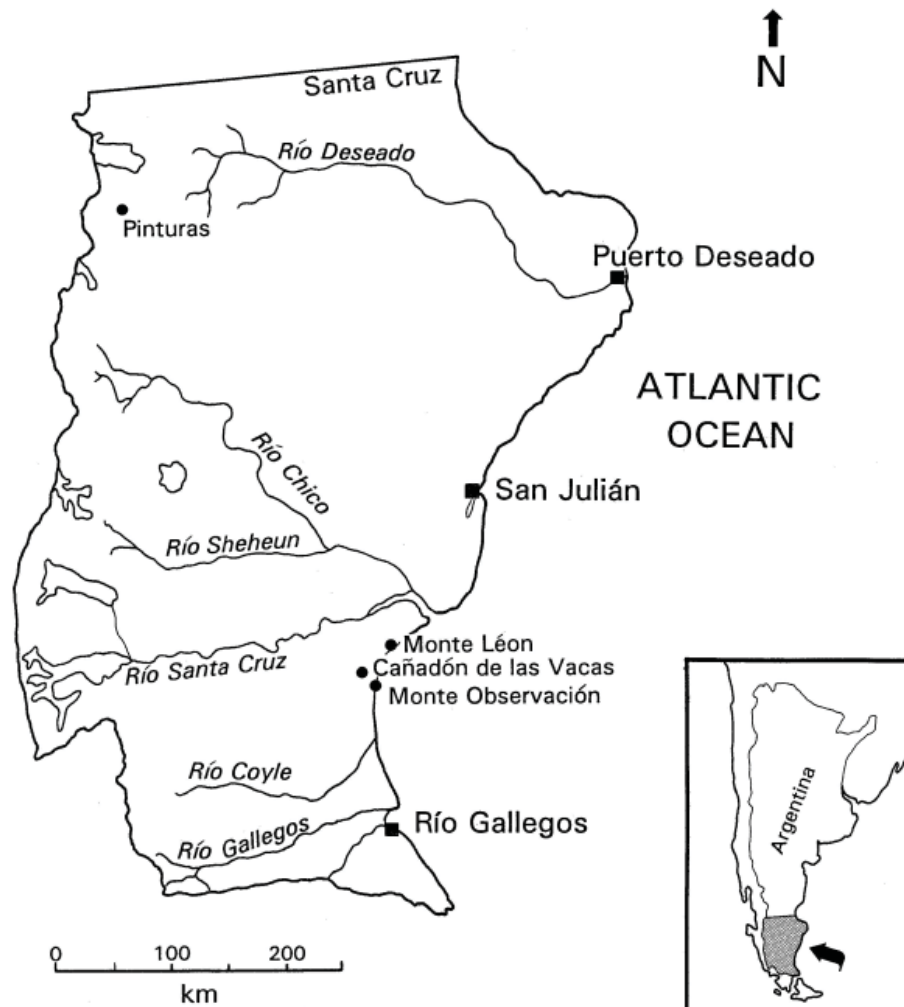 N
Santa Cruz
Río Deseado
Pinturas
Puerto Deseado
ATLANTIC
OCEAN
Río Chico
San Julián
Río Sheheun
Monte Léon
Río Santa Cruz
Cañadón de las Vacas
Monte Observación
Río Coyle
Río Gallegos
Río Gallegos
Argentina
0 100 200
km